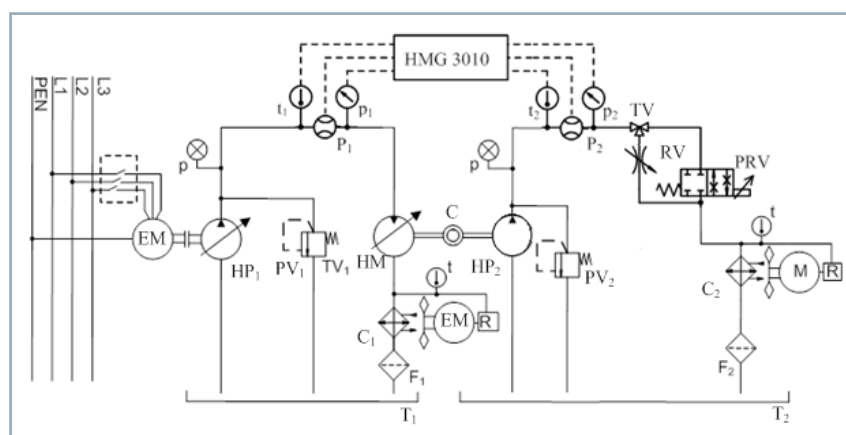 HMG 3010
PEN
L1
L2
L3
t1
p1
t2
p2
TV
P1
P2
RV
PRV
p
p
EM
HP1
PV1
TV1
HM
C
HP2
PV2
t
t
C1
EM
R
C2
M
R
F1
F2
T1
T2